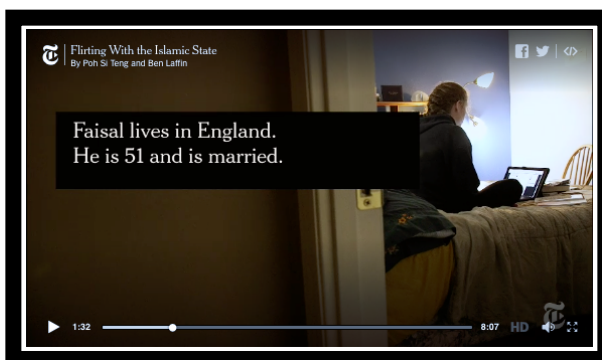 Flirting With the Islamic State
By Poh Si Teng and Ben Laffin
Faisal lives in England.
He is 51 and is married.
1:32
8:07
HD